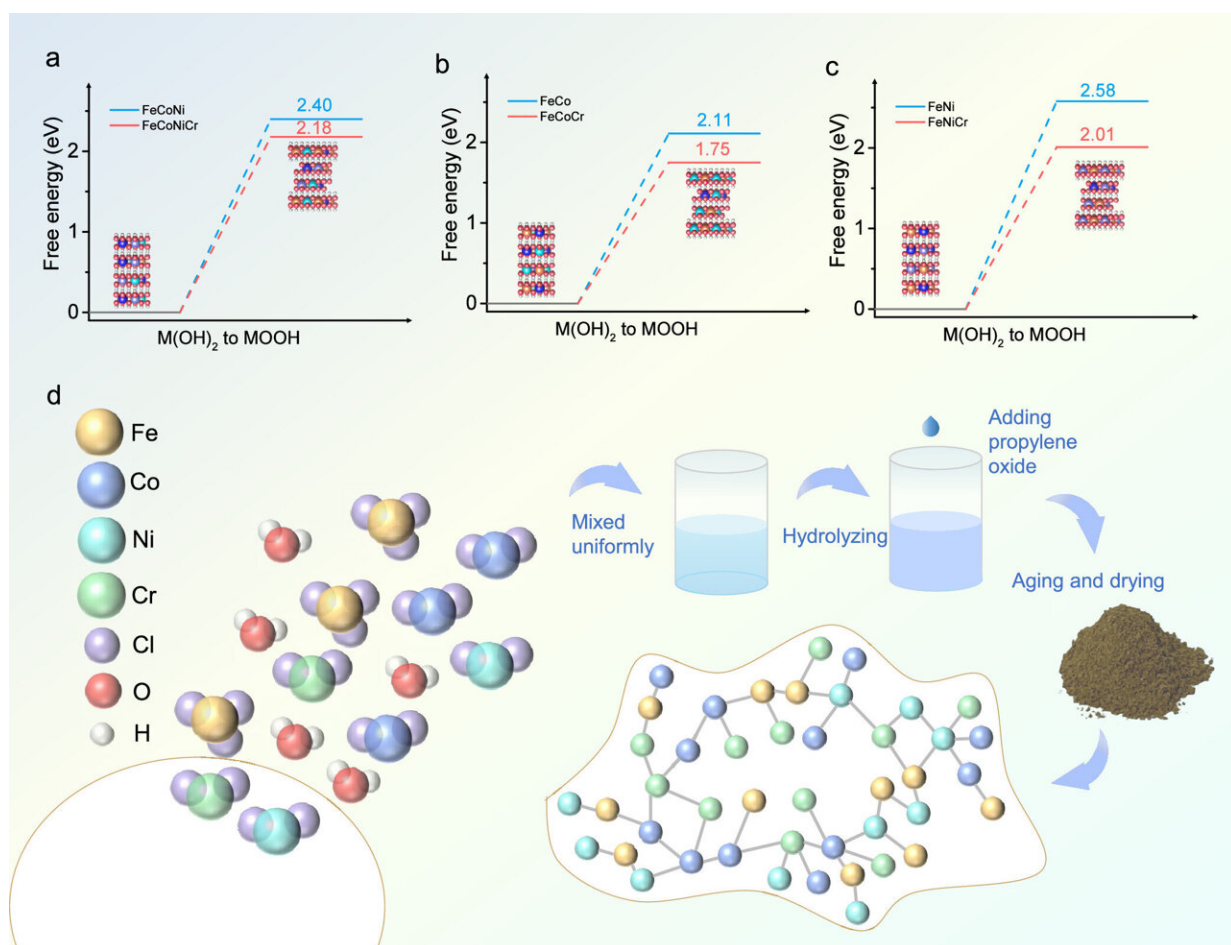 a
FeCoNi
FeCoNiCr
2.40
2.18
Free energy (eV)
2
1
0
M(OH)₂ to MOOH
b
FeCo
FeCoCr
2.11
1.75
Free energy (eV)
2
1
0
M(OH)₂ to MOOH
c
FeNi
FeNiCr
2.58
2.01
Free energy (eV)
2
1
0
M(OH)₂ to MOOH
d
Fe
Co
Ni
Cr
Cl
O
H
Mixed
uniformly
Hydrolyzing
Adding
propylene
oxide
Aging and drying